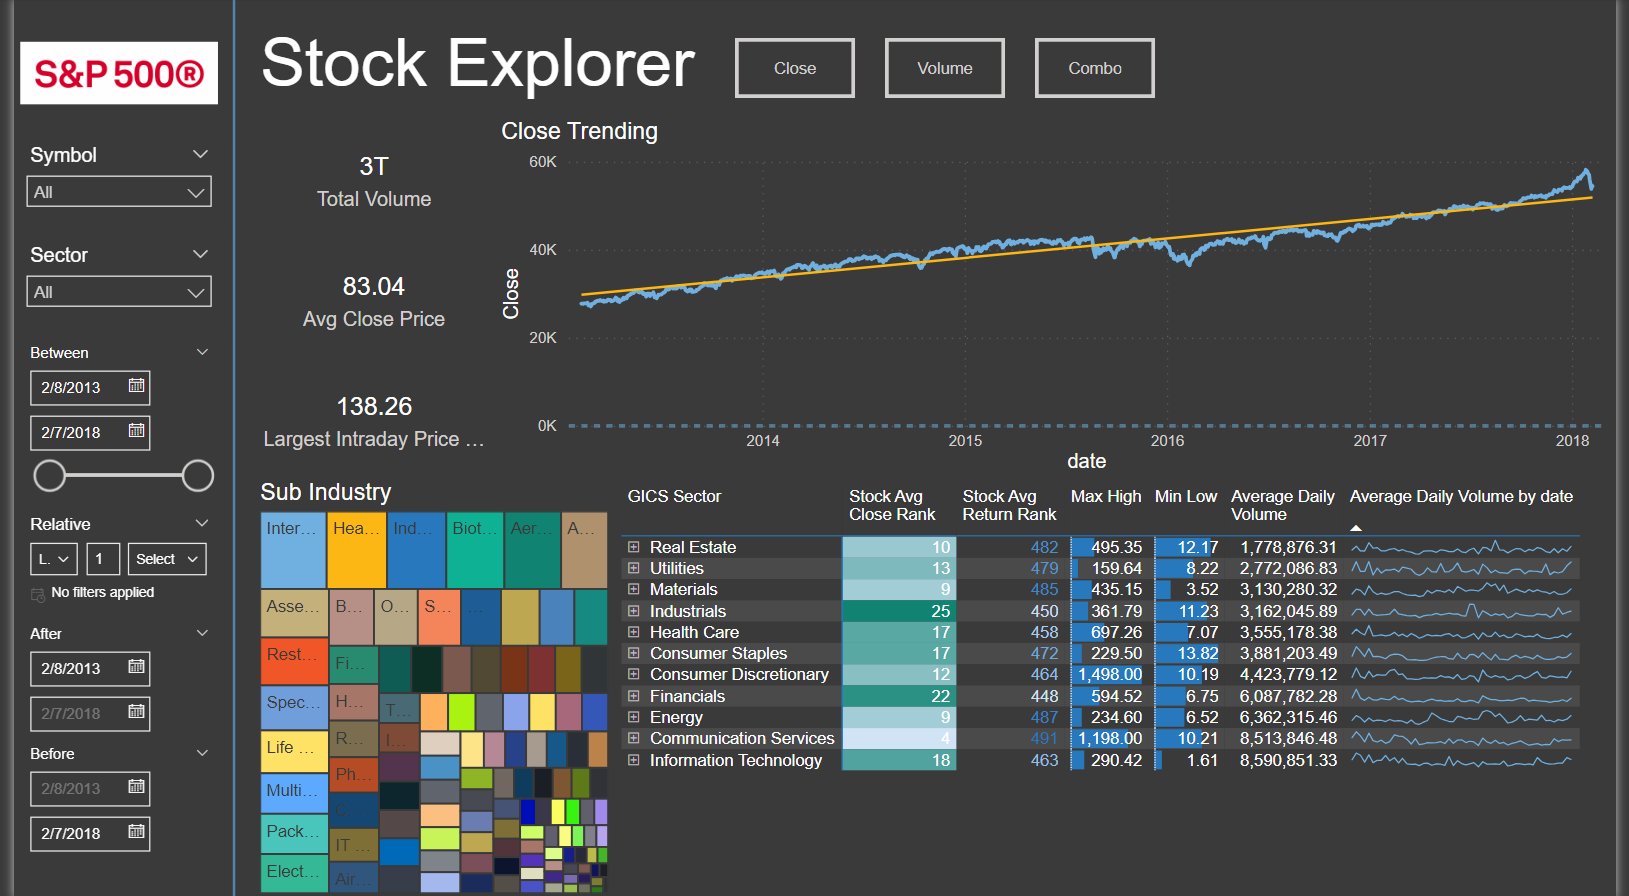 S&P 500®
Stock Explorer
Close
Volume
Combo
Symbol
All
Sector
All
Between
2/8/2013
2/7/2018
Relative
L.
1
Select
No filters applied
After
2/8/2013
2/7/2018
Before
2/8/2013
2/7/2018
3T
Total Volume
83.04
Avg Close Price
138.26
Largest Intraday Price …
Close Trending
60K
40K
20K
0K
Close
2014
2015
2016
2017
2018
date
Sub Industry
Inter…
Hea…
Ind…
Biot…
Aer…
A…
Asse…
B…
O…
S…
…
Rest…
Fi…
Spec…
H…
T…
Life …
R…
I…
Multi…
Ph…
C…
Pack…
IT …
Elect…
Air…
GICS Sector
Stock Avg Close Rank
Stock Avg Return Rank
Max High
Min Low
Average Daily Volume
Average Daily Volume by date
Real Estate 10 482 495.35 12.17 1,778,876.31
Utilities 13 479 159.64 8.22 2,772,086.83
Materials 9 485 435.15 3.52 3,130,280.32
Industrials 25 450 361.79 11.23 3,162,045.89
Health Care 17 458 697.26 7.07 3,555,178.38
Consumer Staples 17 472 229.50 13.82 3,881,203.49
Consumer Discretionary 12 464 1,498.00 10.19 4,423,779.12
Financials 22 448 594.52 6.75 6,087,782.28
Energy 9 487 234.60 6.52 6,362,315.46
Communication Services 4 491 1,198.00 10.21 8,513,846.48
Information Technology 18 463 290.42 1.61 8,590,851.33